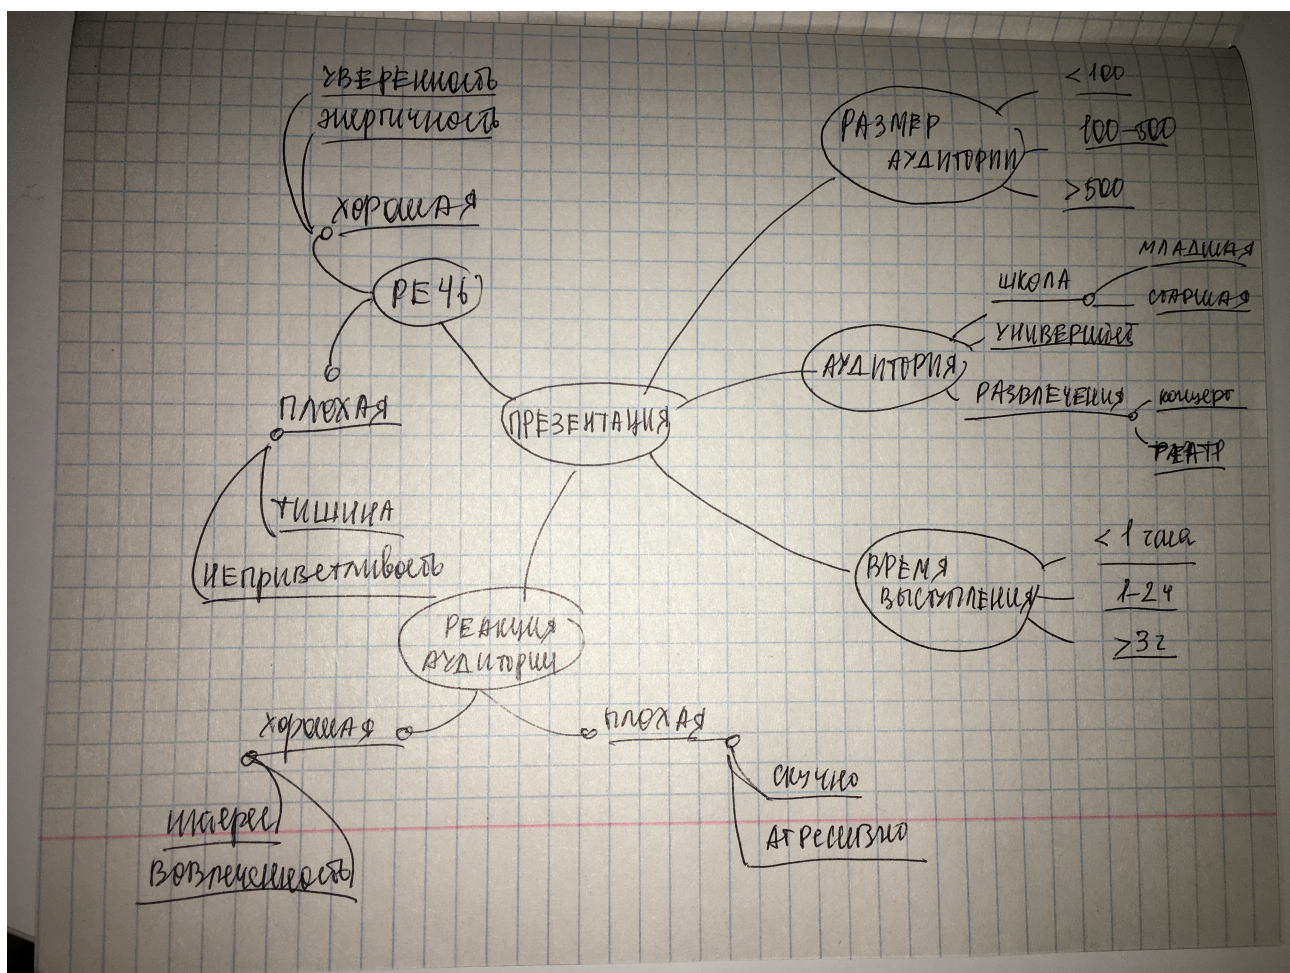 УВЕРЕННОСТЬ
ЭНЕРГИЧНОСТЬ
ХОРОШАЯ
РЕЧЬ
ПЛОХАЯ
ТИШИНА
НЕПРИВЕТЛИВОСТЬ
ПРЕЗЕНТАЦИЯ
РАЗМЕР
АУДИТОРИИ
< 100
100-500
>500
АУДИТОРИЯ
ШКОЛА
МЛАДШАЯ
СТАРШАЯ
УНИВЕРСИТЕТ
РАЗВЛЕЧЕНИЯ
концерт
ТЕАТР
ВРЕМЯ
ВЫСТУПЛЕНИЯ
< 1 часа
1-2 ч
>3 ч
РЕАКЦИЯ
АУДИТОРИИ
ХОРОШАЯ
интерес
ВОВЛЕЧЕННОСТЬ
ПЛОХАЯ
СКУЧНО
АГРЕСИВНО